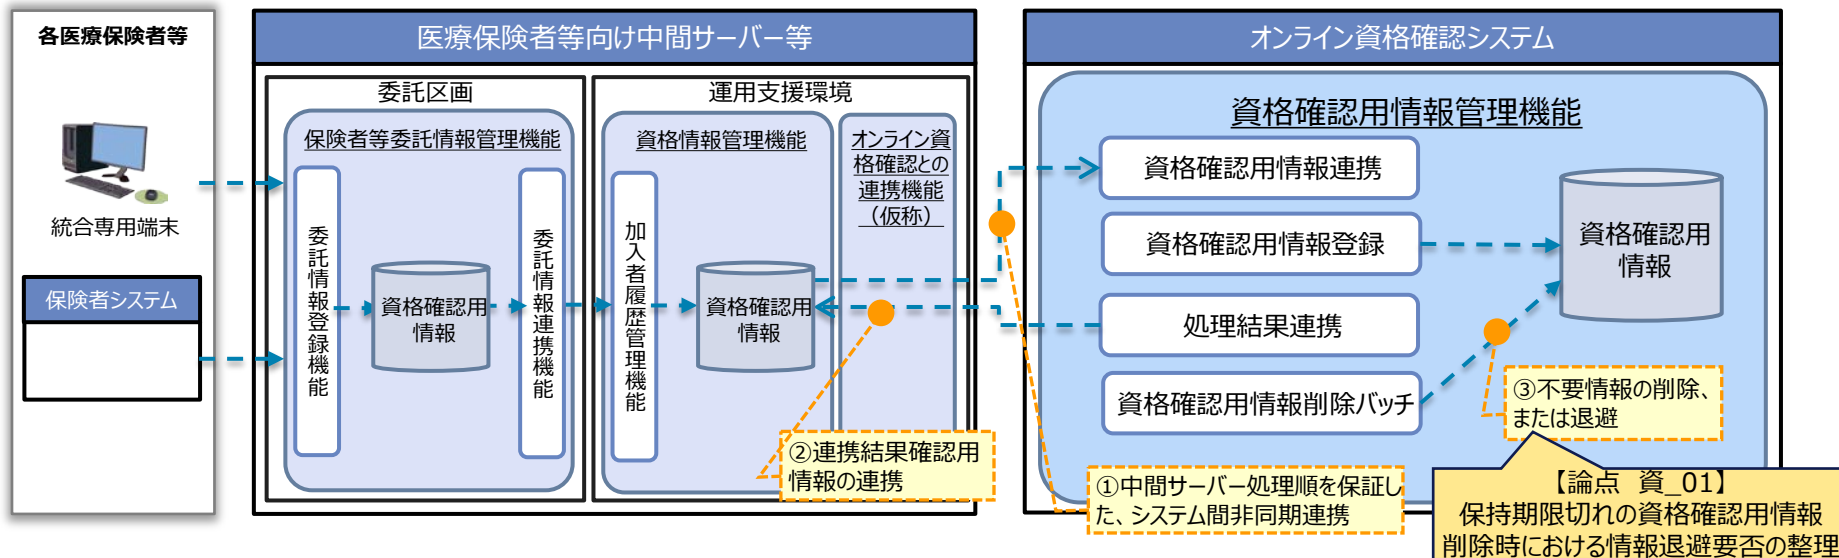 各医療保険者等
統合専用端末
保険者システム
医療保険者等向け中間サーバー等
委託区画
保険者等委託情報管理機能
委託情報登録機能
資格確認用
情報
委託情報連携機能
運用支援環境
資格情報管理機能
加入者履歴管理機能
資格確認用
情報
オンライン資
格確認との
連携機能
（仮称）
②連携結果確認用
情報の連携
オンライン資格確認システム
資格確認用情報管理機能
資格確認用情報連携
資格確認用情報登録
処理結果連携
資格確認用情報削除バッチ
資格確認用
情報
③不要情報の削除、
または退避
①中間サーバー処理順を保証し
た、システム間非同期連携
【論点 資_01】
保持期限切れの資格確認用情報
削除時における情報退避要否の整理